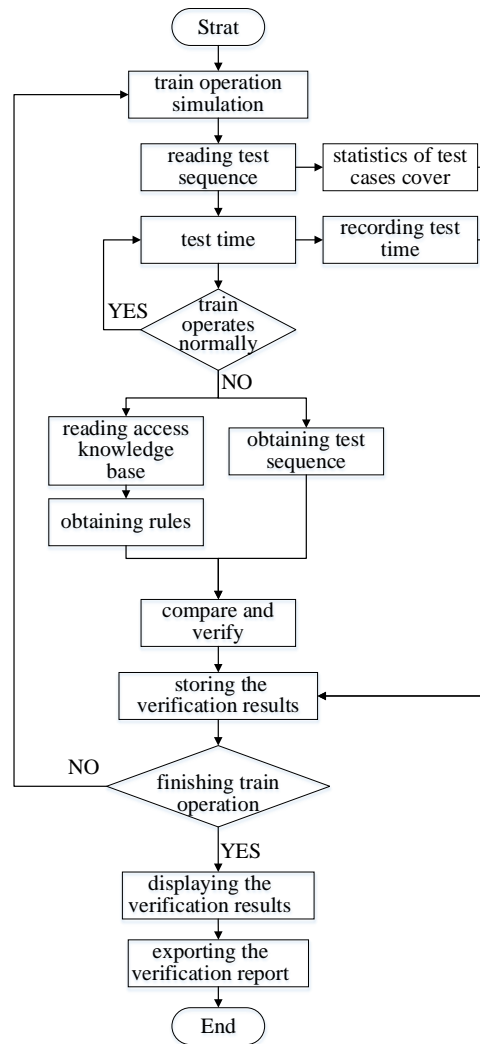 Strat
train operation
simulation
reading test
sequence
statistics of test
cases cover
test time
recording test
time
YES
train
operates
normally
NO
reading access
knowledge
base
obtaining test
sequence
obtaining rules
compare and
verify
storing the
verification results
NO
finishing train
operation
YES
displaying the
verification results
exporting the
verification report
End